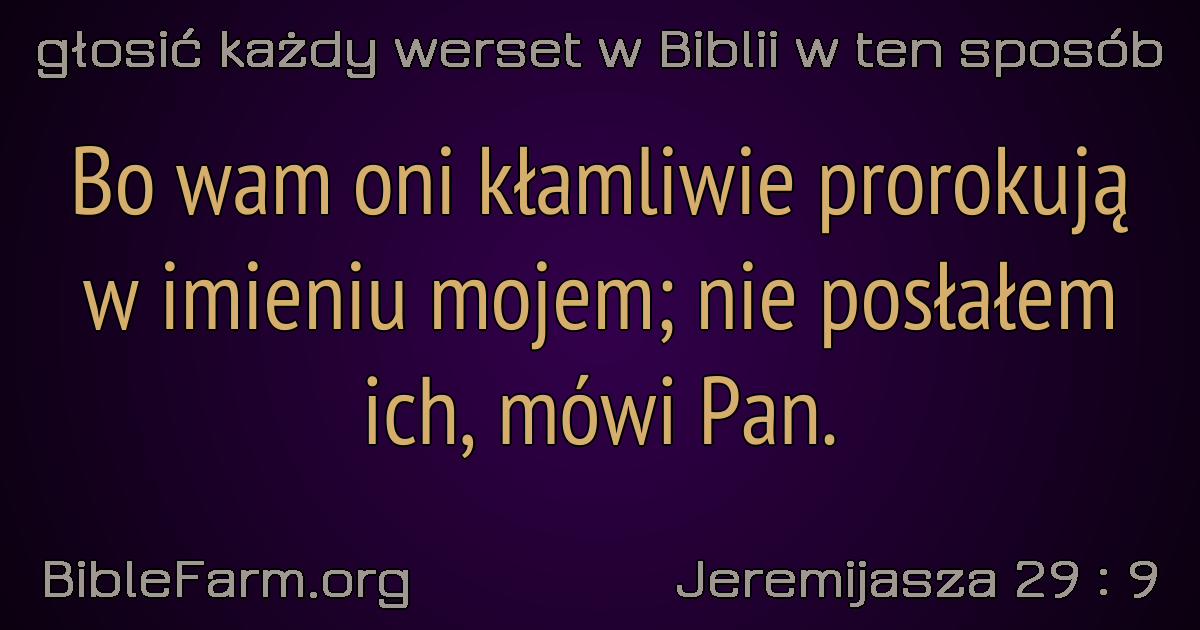 głosić każdy werset w Biblii w ten sposób
Bo wam oni kłamliwie prorokują
w imieniu mojem; nie posłałem
ich, mówi Pan.
BibleFarm.org
Jeremijasza 29 : 9